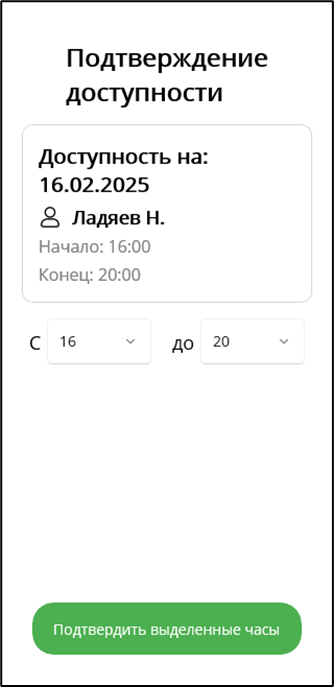 Подтверждение
доступности
Доступность на:
16.02.2025
Ладяев Н.
Начало: 16:00
Конец: 20:00
С 16 до 20
Подтвердить выделенные часы